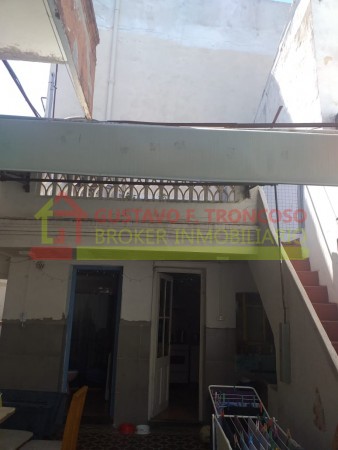 GUSTAVO E. TRONCOSO
BROKER INMOBILIARIO